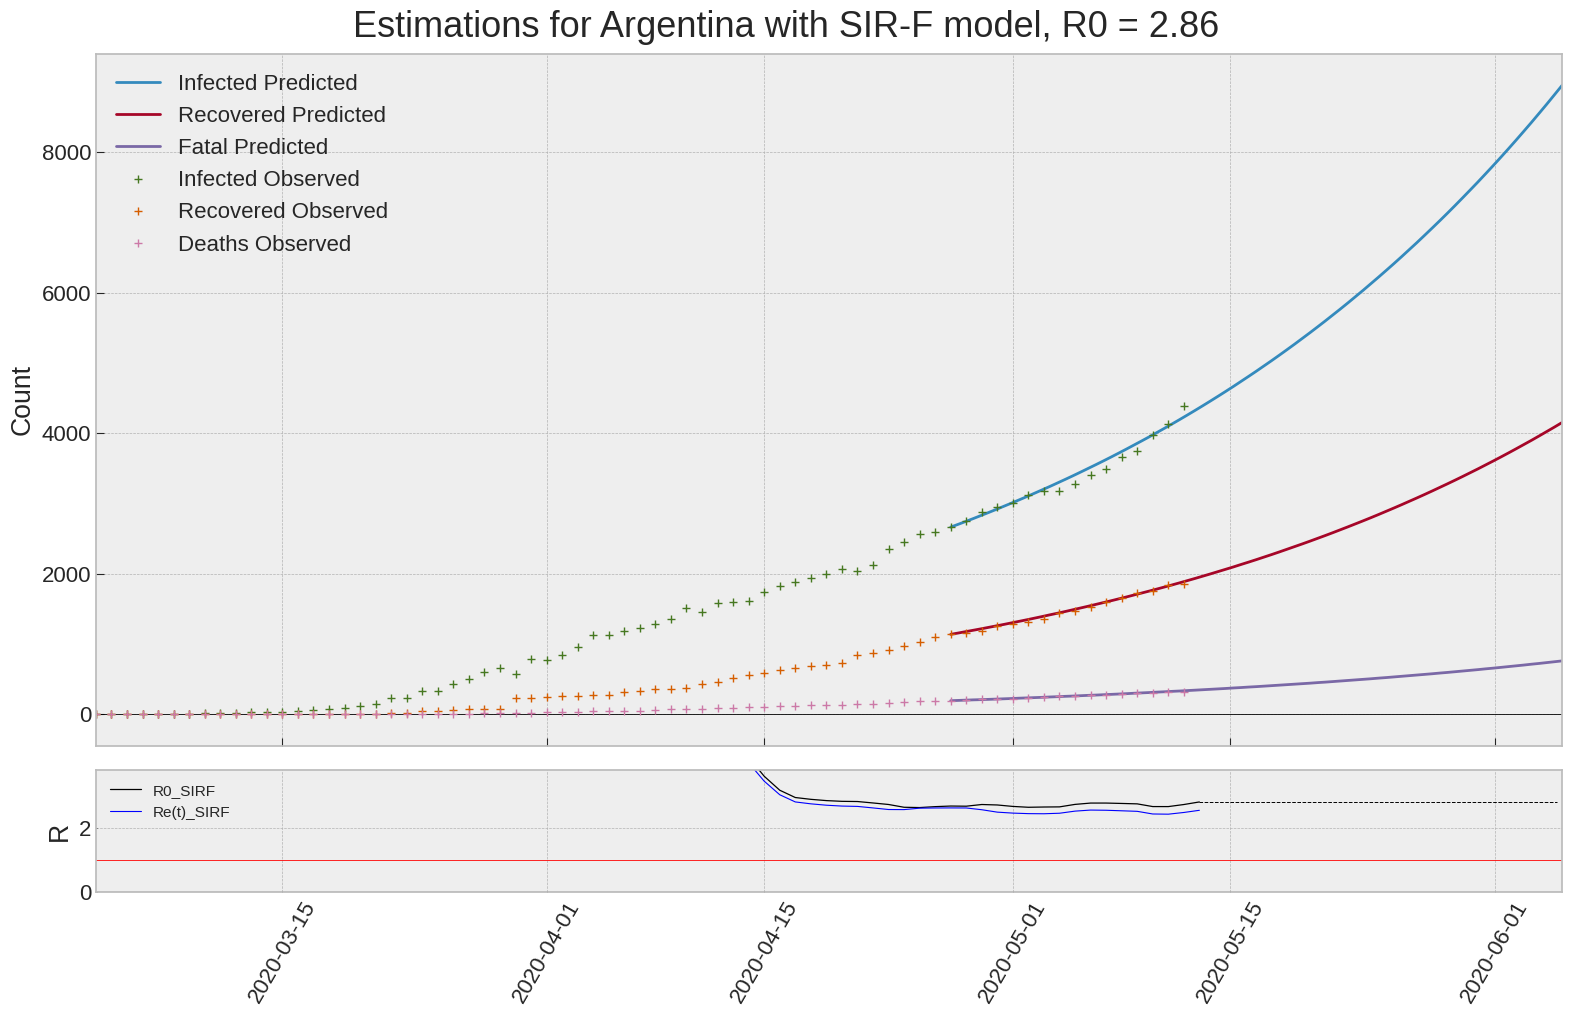 Estimations for Argentina with SIR-F model, R0 = 2.86
Infected Predicted
Recovered Predicted
Fatal Predicted
Infected Observed
Recovered Observed
Deaths Observed
8000
6000
4000
2000
0
Count
R0_SIRF
Re(t)_SIRF
2
0
R
2020-03-15
2020-04-01
2020-04-15
2020-05-01
2020-05-15
2020-06-01